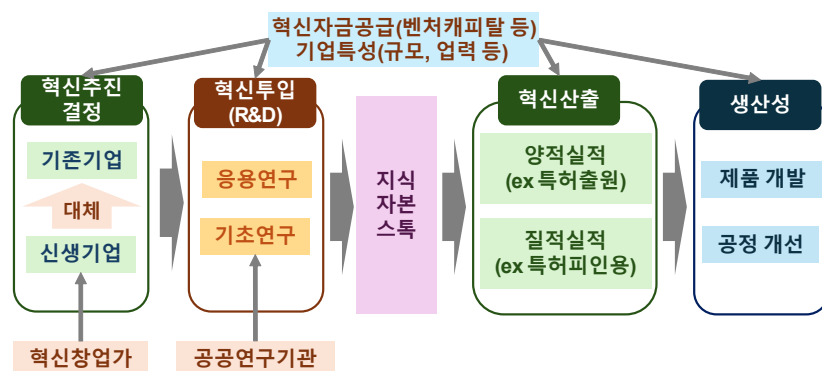 혁신자금공급(벤처캐피탈 등)
기업특성(규모, 업력 등)
혁신추진
결정
기존기업
대체
신생기업
혁신창업가
혁신투입
(R&D)
응용연구
기초연구
공공연구기관
지식
자본
스톡
혁신산출
양적실적
(ex 특허출원)
질적실적
(ex 특허피인용)
생산성
제품 개발
공정 개선